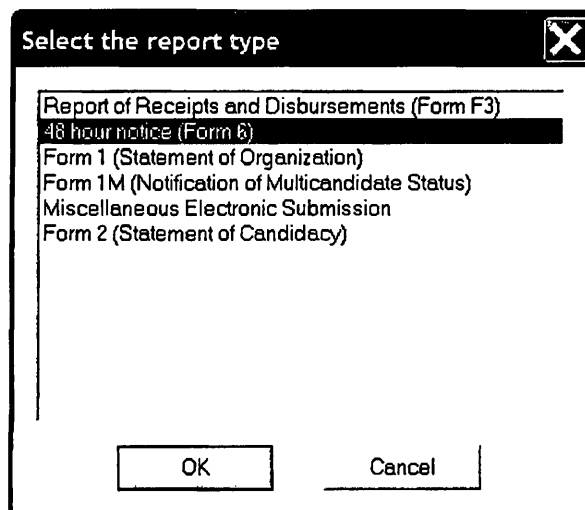 Select the report type
Report of Receipts and Disbursements (Form F3)
48 hour notice (Form 6)
Form 1 (Statement of Organization)
Form 1M (Notification of Multicandidate Status)
Miscellaneous Electronic Submission
Form 2 (Statement of Candidacy)
OK Cancel